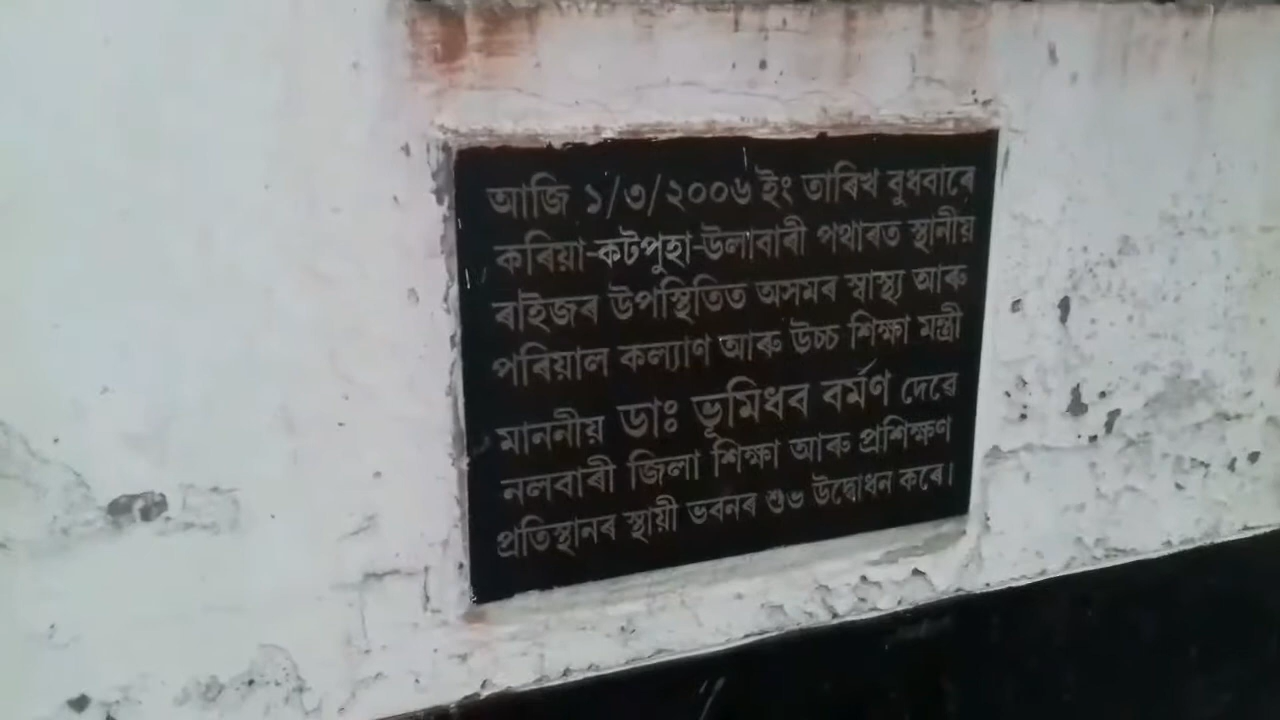 আজি ১/৩/২০০৬ ইং তাৰিখ বুধবাৰে
কৰিয়া-কটপুহা-উলাবাৰী পথাৰত স্থানীয়
ৰাইজৰ উপস্থিতিত অসমৰ স্বাস্থ্য আৰু
পৰিয়াল কল্যাণ আৰু উচ্চ শিক্ষা মন্ত্ৰী
মাননীয় ডাঃ ভূমিধৰ বৰ্মণ দেৱে
নলবাৰী জিলা শিক্ষা আৰু প্ৰশিক্ষণ
প্ৰতিস্থানৰ স্থায়ী ভবনৰ শুভ উদ্বোধন কৰে।